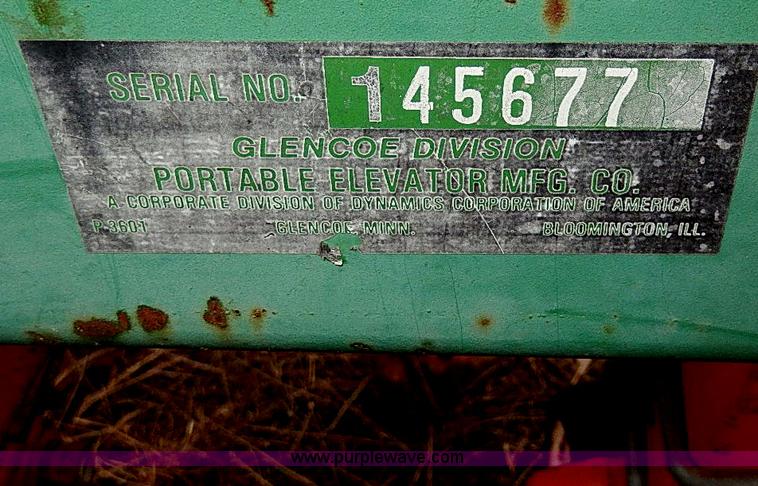 SERIAL NO. 145677
GLENCOE DIVISION
PORTABLE ELEVATOR MFG. CO.
A CORPORATE DIVISION OF DYNAMICS CORPORATION OF AMERICA
P-3601 GLENCOE, MINN. BLOOMINGTON, ILL.
www.purplewave.com